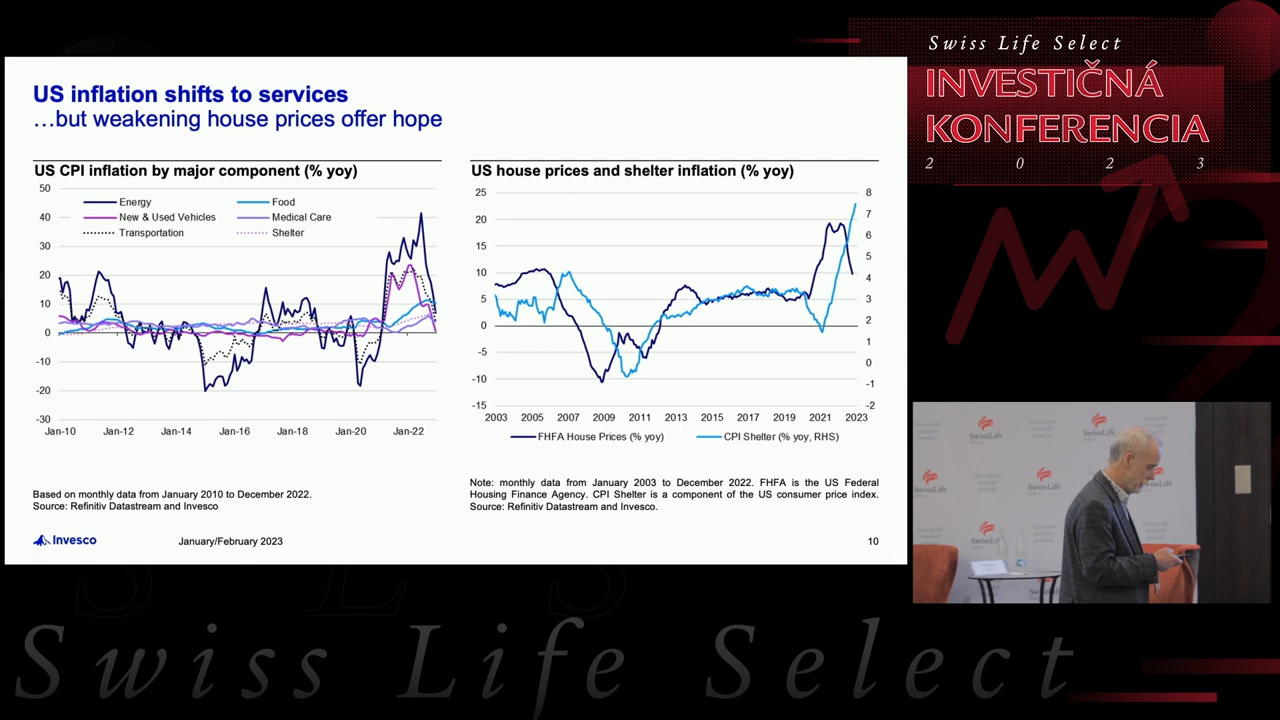 Swiss Life Select
INVESTIČNÁ
KONFERENCIA
2 0 2 3
US inflation shifts to services
…but weakening house prices offer hope
US CPI inflation by major component (% yoy)
50
40
30
20
10
0
-10
-20
-30
Energy
Food
New & Used Vehicles
Medical Care
Transportation
Shelter
Jan-10 Jan-12 Jan-14 Jan-16 Jan-18 Jan-20 Jan-22
Based on monthly data from January 2010 to December 2022.
Source: Refinitiv Datastream and Invesco
US house prices and shelter inflation (% yoy)
25
20
15
10
5
0
-5
-10
-15
8
7
6
5
4
3
2
1
0
-1
-2
2003 2005 2007 2009 2011 2013 2015 2017 2019 2021 2023
FHFA House Prices (% yoy)
CPI Shelter (% yoy, RHS)
Note: monthly data from January 2003 to December 2022. FHFA is the US Federal
Housing Finance Agency. CPI Shelter is a component of the US consumer price index.
Source: Refinitiv Datastream and Invesco.
Invesco
January/February 2023
10
SwissLife
SwissLife
SwissLife
SwissLife
S L S
Swiss Life Select